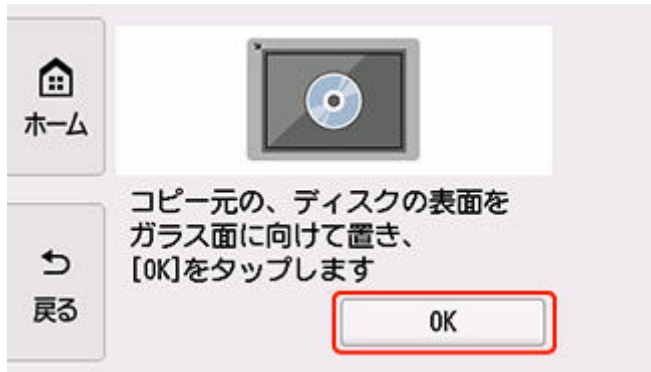 ホーム
コピー元の、ディスクの表面を
ガラス面に向けて置き、
[OK]をタップします
戻る
OK